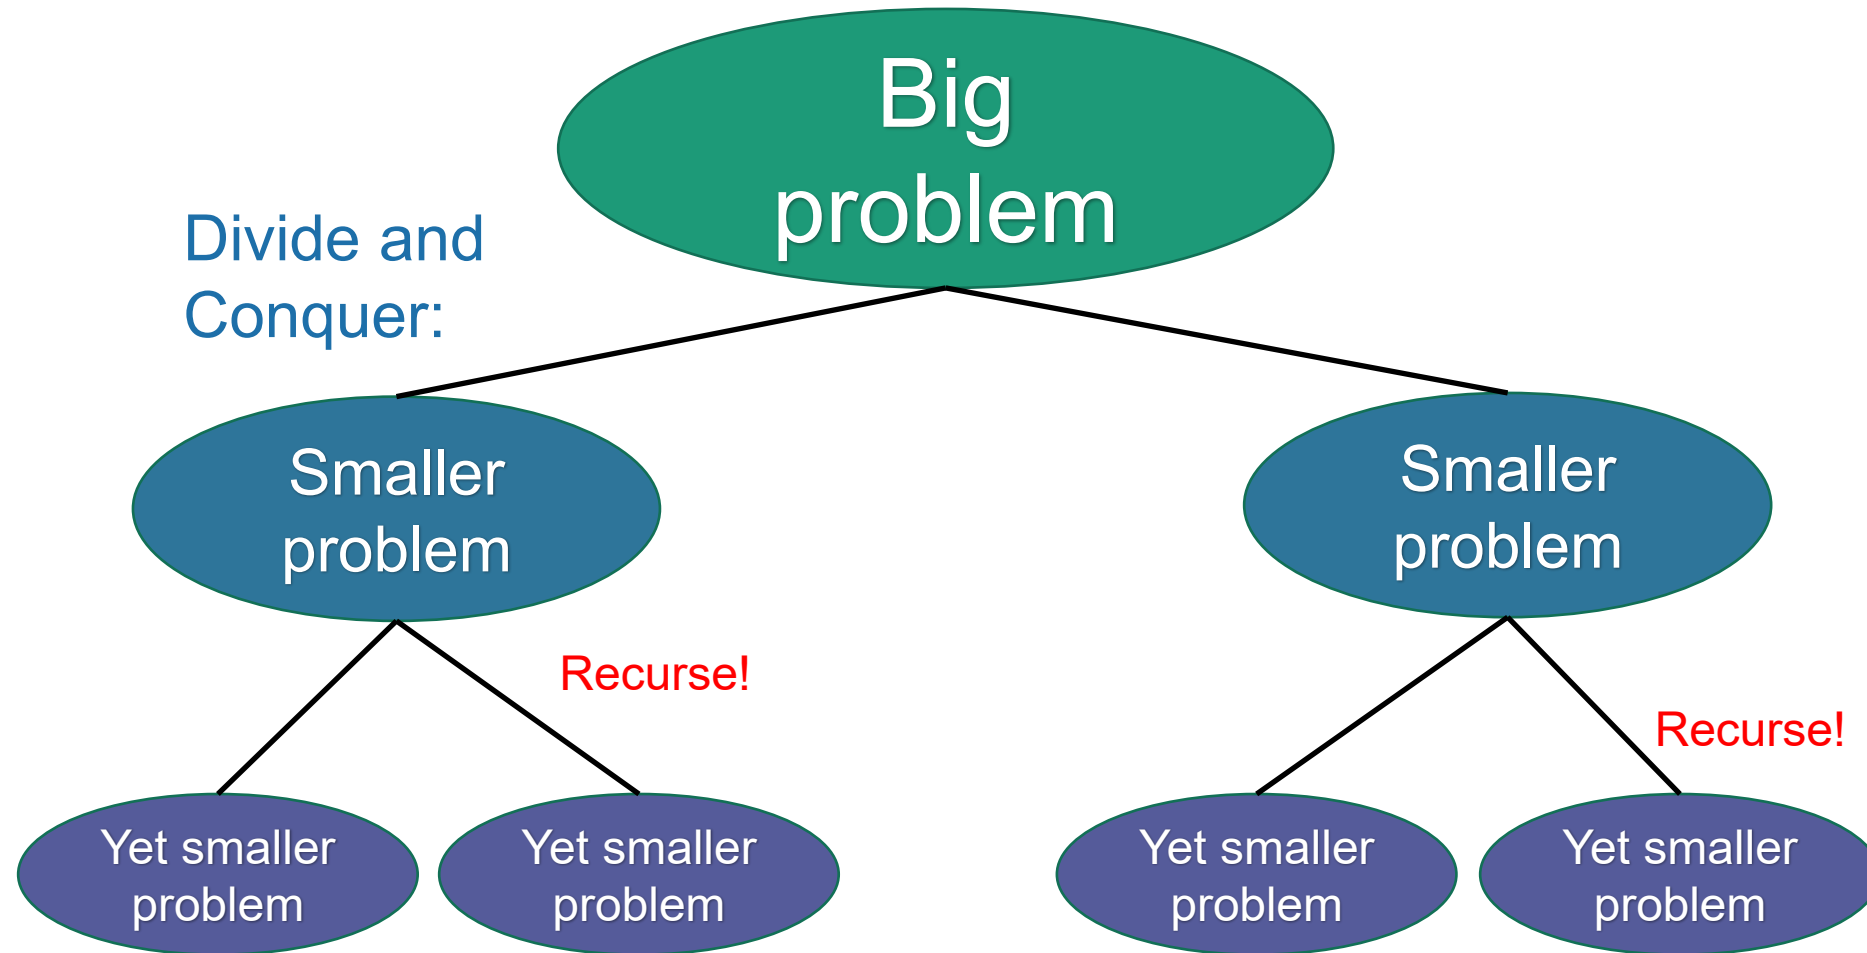 Big
problem
Divide and
Conquer:
Smaller
problem
Smaller
problem
Recurse!
Recurse!
Yet smaller
problem
Yet smaller
problem
Yet smaller
problem
Yet smaller
problem